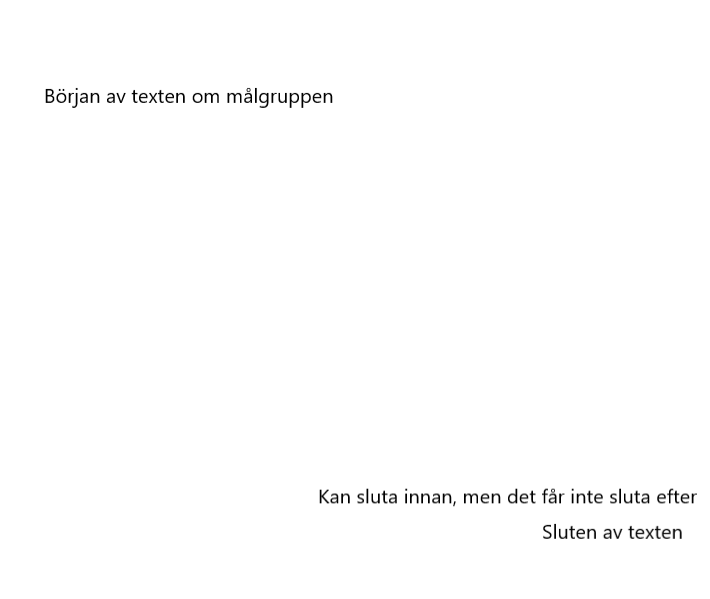 Början av texten om målgruppen
Kan sluta innan, men det får inte sluta efter
Sluten av texten